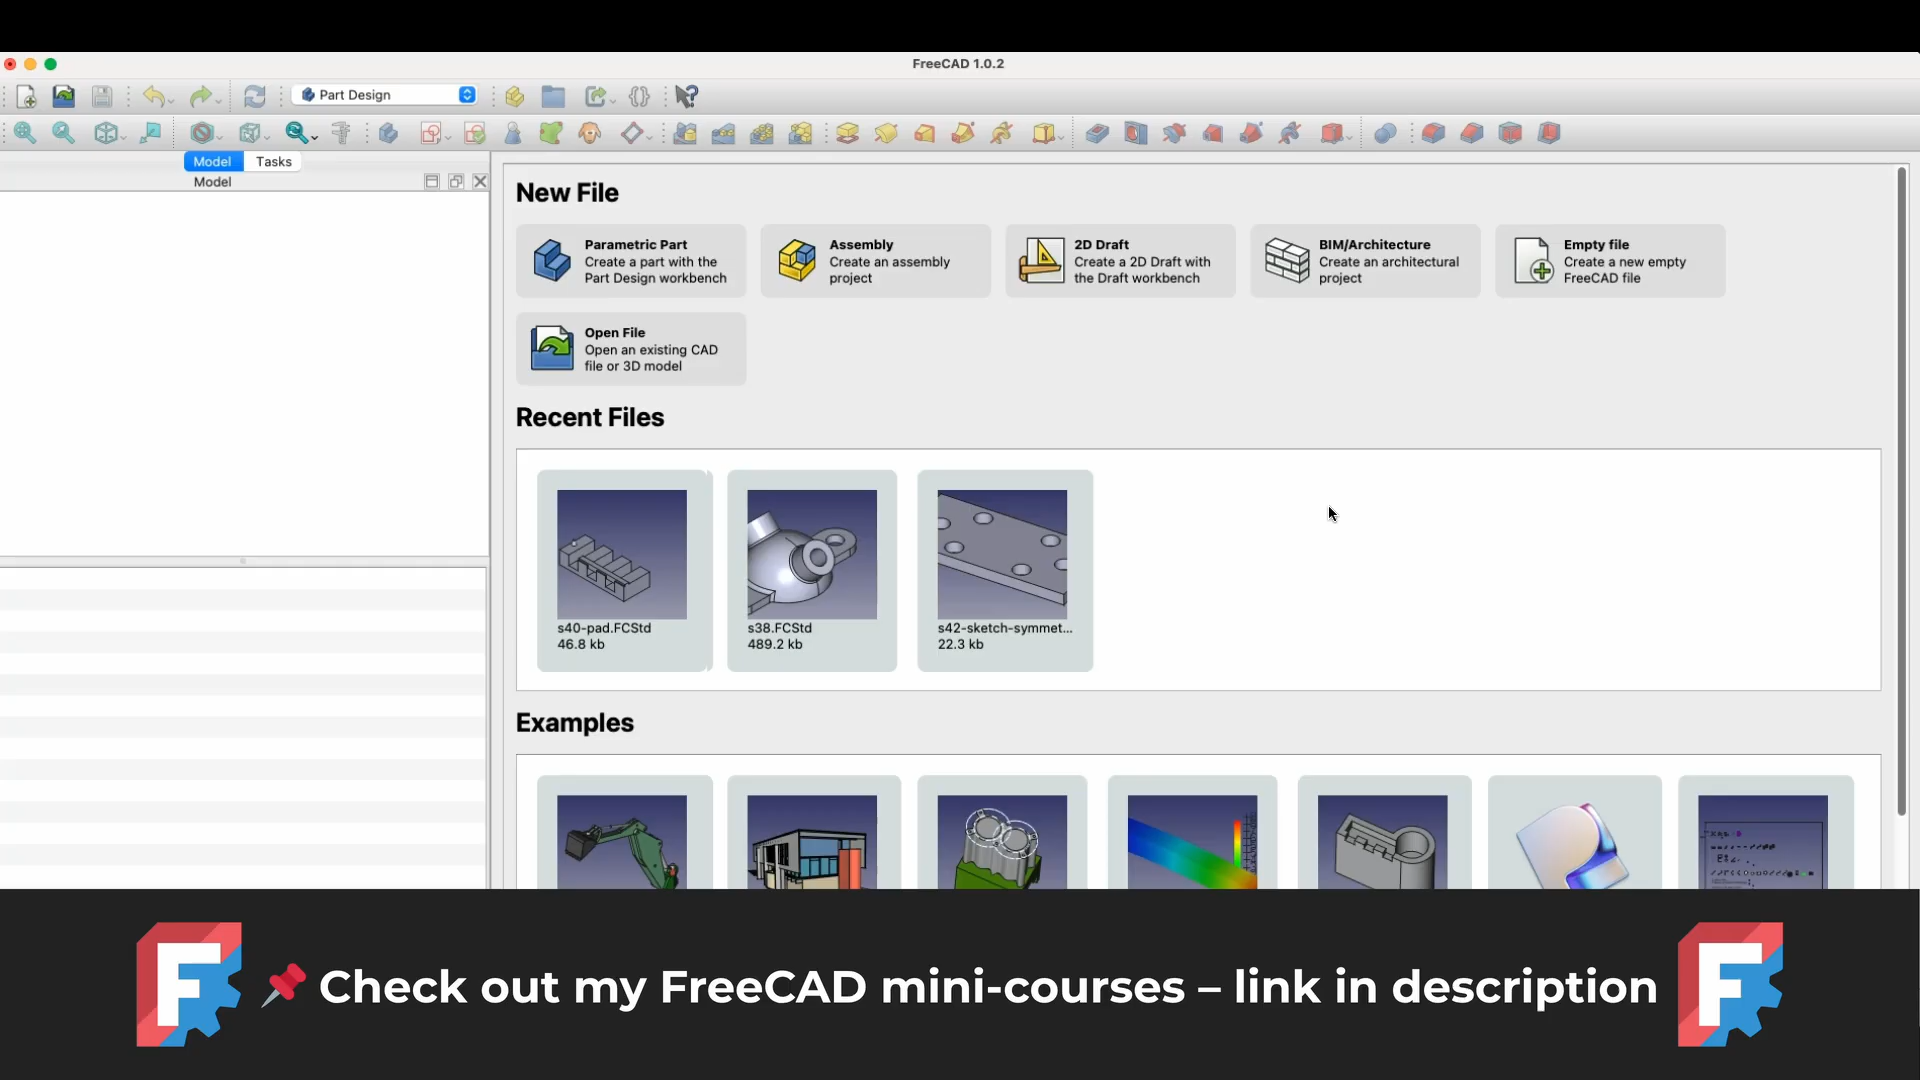 FreeCAD 1.0.2
Part Design
Model
Tasks
Model
New File
Parametric Part
Create a part with the
Part Design workbench
Assembly
Create an assembly
project
2D Draft
Create a 2D Draft with
the Draft workbench
BIM/Architecture
Create an architectural
project
Empty file
Create a new empty
FreeCAD file
Open File
Open an existing CAD
file or 3D model
Recent Files
s40-pad.FCStd
46.8 kb
s38.FCStd
489.2 kb
s42-sketch-symmet...
22.3 kb
Examples
F 📌 Check out my FreeCAD mini-courses – link in description F